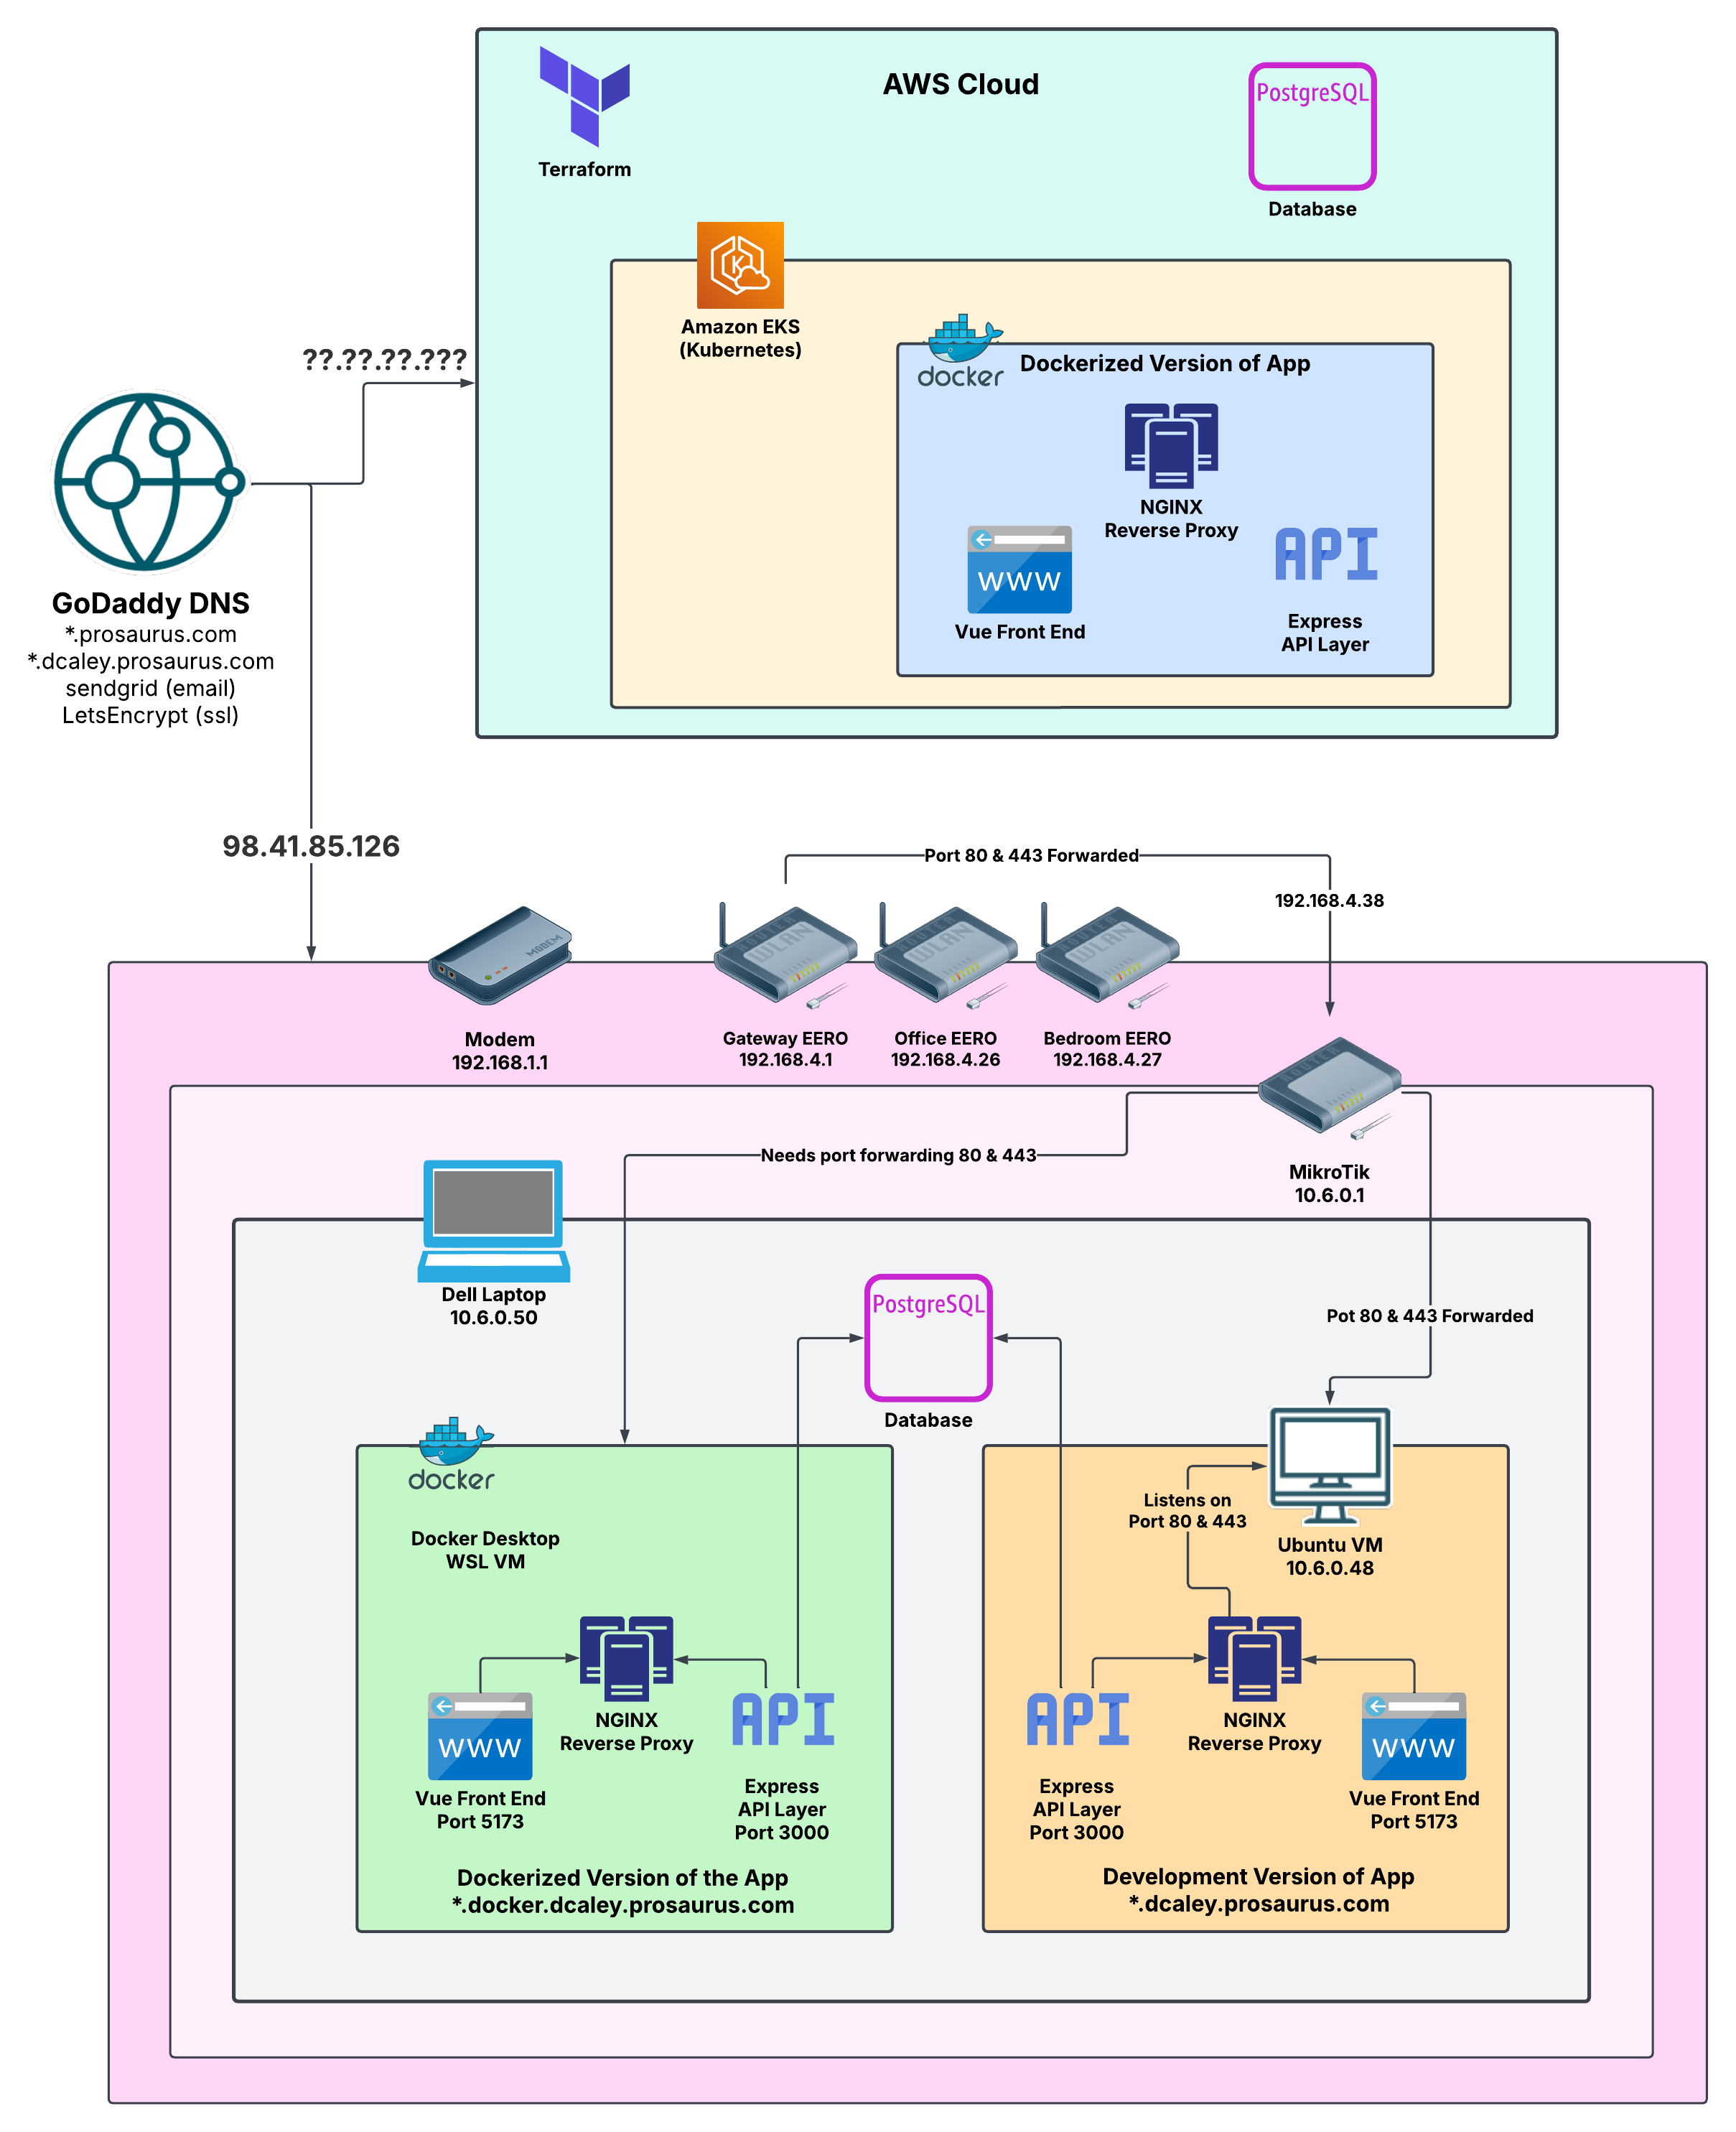 AWS Cloud
Terraform
PostgreSQL
Database
Amazon EKS
(Kubernetes)
docker
Dockerized Version of App
NGINX
Reverse Proxy
WWW
Vue Front End
API
Express
API Layer
??.??.??.???
GoDaddy DNS
*.prosaurus.com
*.dcaley.prosaurus.com
sendgrid (email)
LetsEncrypt (ssl)
98.41.85.126
Port 80 & 443 Forwarded
192.168.4.38
MODEM
Modem
192.168.1.1
ROUTER
WLAN
Gateway EERO
192.168.4.1
ROUTER
WLAN
Office EERO
192.168.4.26
ROUTER
WLAN
Bedroom EERO
192.168.4.27
ROUTER
MikroTik
10.6.0.1
Needs port forwarding 80 & 443
Pot 80 & 443 Forwarded
Dell Laptop
10.6.0.50
PostgreSQL
Database
docker
Docker Desktop
WSL VM
NGINX
Reverse Proxy
WWW
Vue Front End
Port 5173
API
Express
API Layer
Port 3000
Dockerized Version of the App
*.docker.dcaley.prosaurus.com
Listens on
Port 80 & 443
Ubuntu VM
10.6.0.48
API
Express
API Layer
Port 3000
NGINX
Reverse Proxy
WWW
Vue Front End
Port 5173
Development Version of App
*.dcaley.prosaurus.com